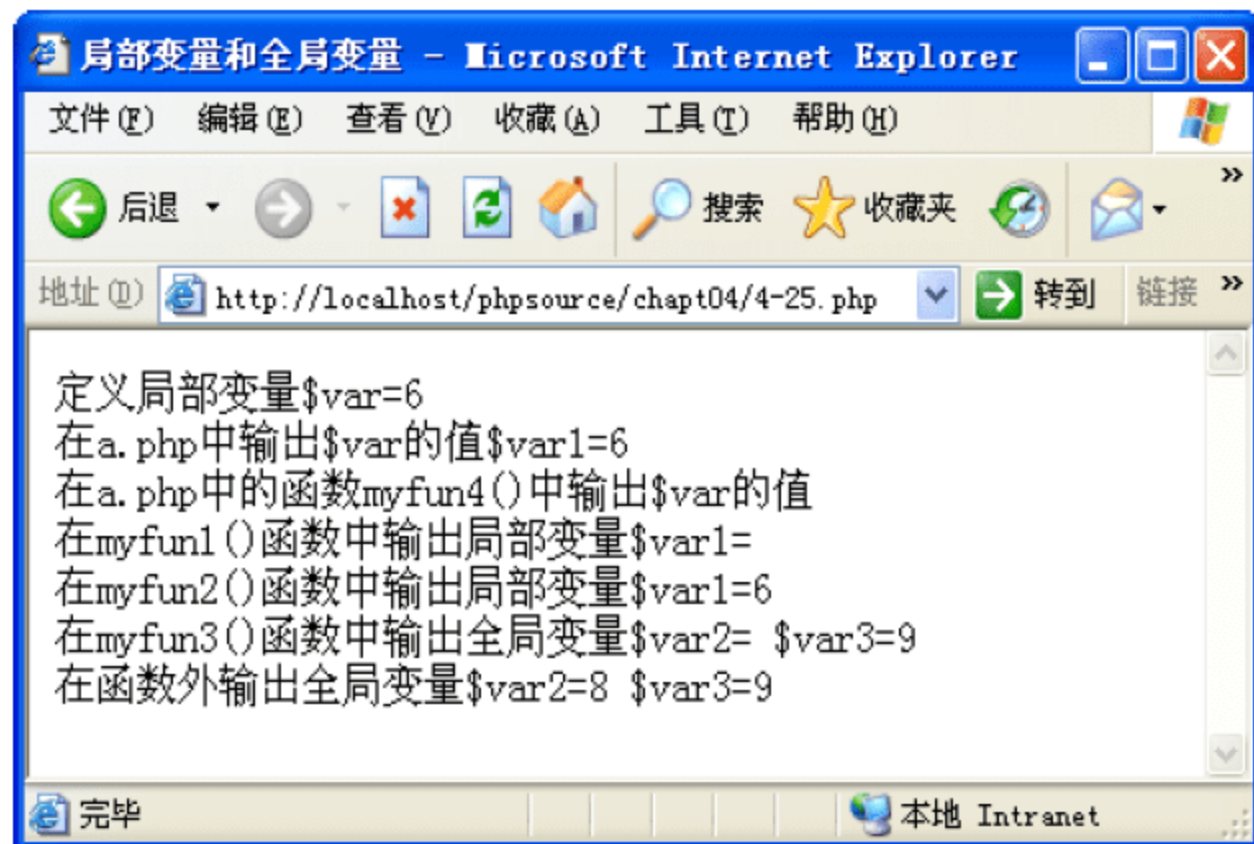 局部变量和全局变量 - Microsoft Internet Explorer
文件(F) 编辑(E) 查看(V) 收藏(A) 工具(T) 帮助(H)
后退 搜索 收藏夹 »
地址(D) http://localhost/phpsource/chapt04/4-25.php 转到 链接 »
定义局部变量$var=6
在a.php中输出$var的值$var1=6
在a.php中的函数myfun4()中输出$var的值
在myfun1()函数中输出局部变量$var1=
在myfun2()函数中输出局部变量$var1=6
在myfun3()函数中输出全局变量$var2= $var3=9
在函数外输出全局变量$var2=8 $var3=9
完毕 本地 Intranet